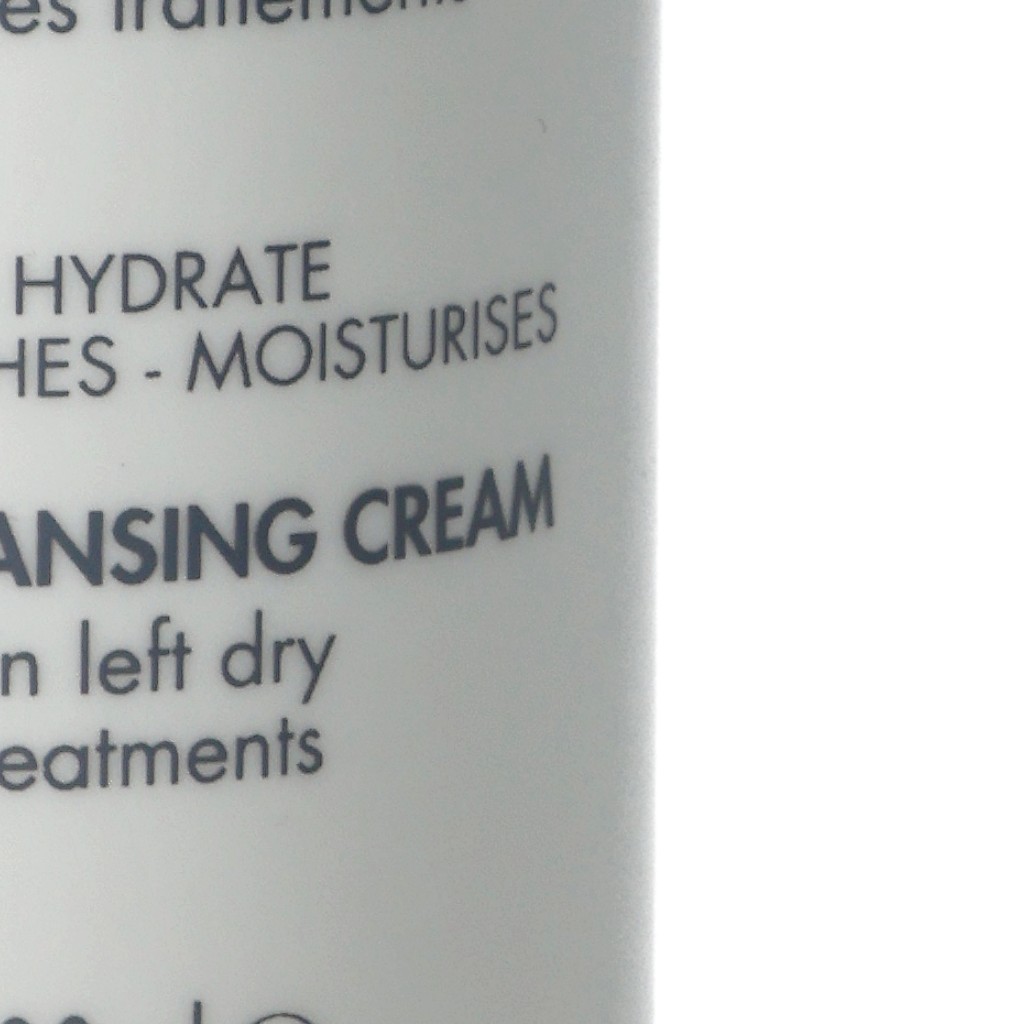 HYDRATE
HES - MOISTURISES
ANSING CREAM
n left dry
eatments